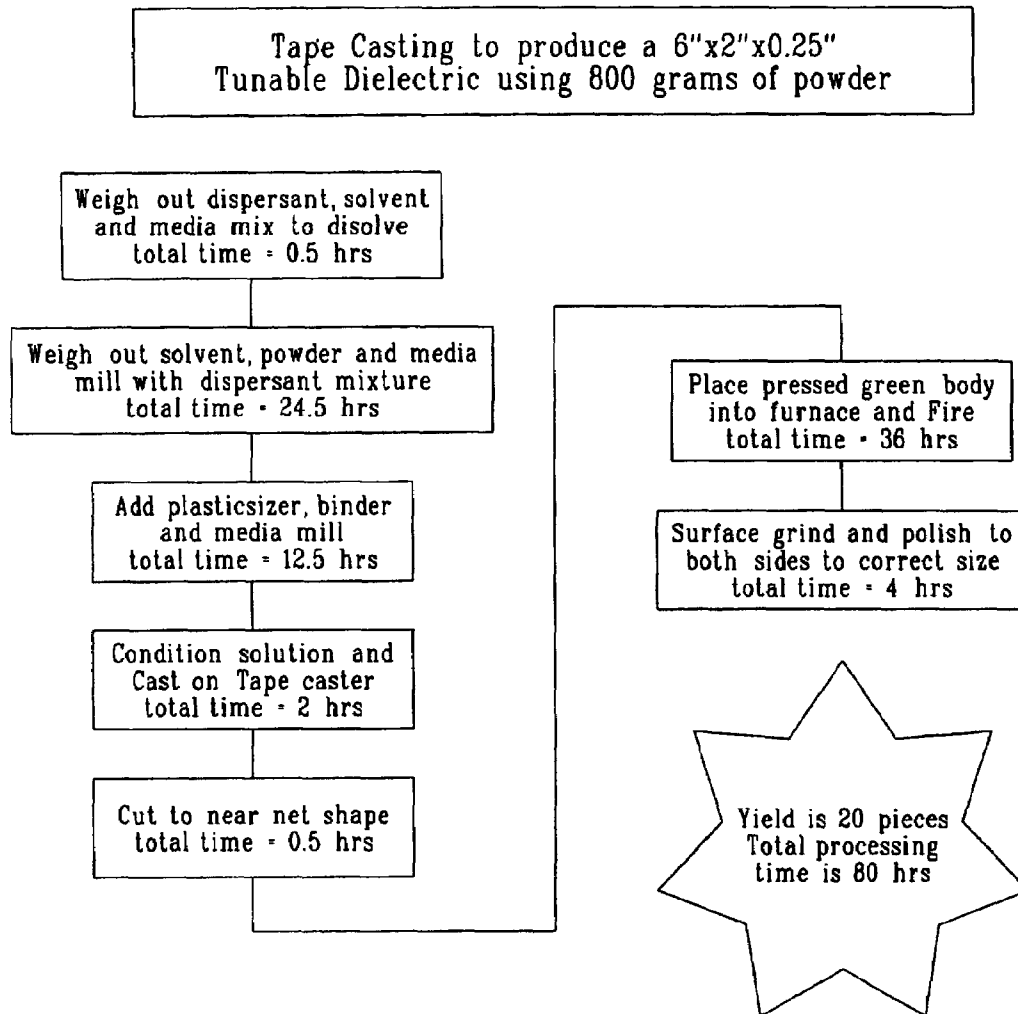 Tape Casting to produce a 6"x2"x0.25"
Tunable Dielectric using 800 grams of powder
Weigh out dispersant, solvent
and media mix to disolve
total time = 0.5 hrs
Weigh out solvent, powder and media
mill with dispersant mixture
total time = 24.5 hrs
Add plasticsizer, binder
and media mill
total time = 12.5 hrs
Condition solution and
Cast on Tape caster
total time = 2 hrs
Cut to near net shape
total time = 0.5 hrs
Place pressed green body
into furnace and Fire
total time = 36 hrs
Surface grind and polish to
both sides to correct size
total time = 4 hrs
Yield is 20 pieces
Total processing
time is 80 hrs